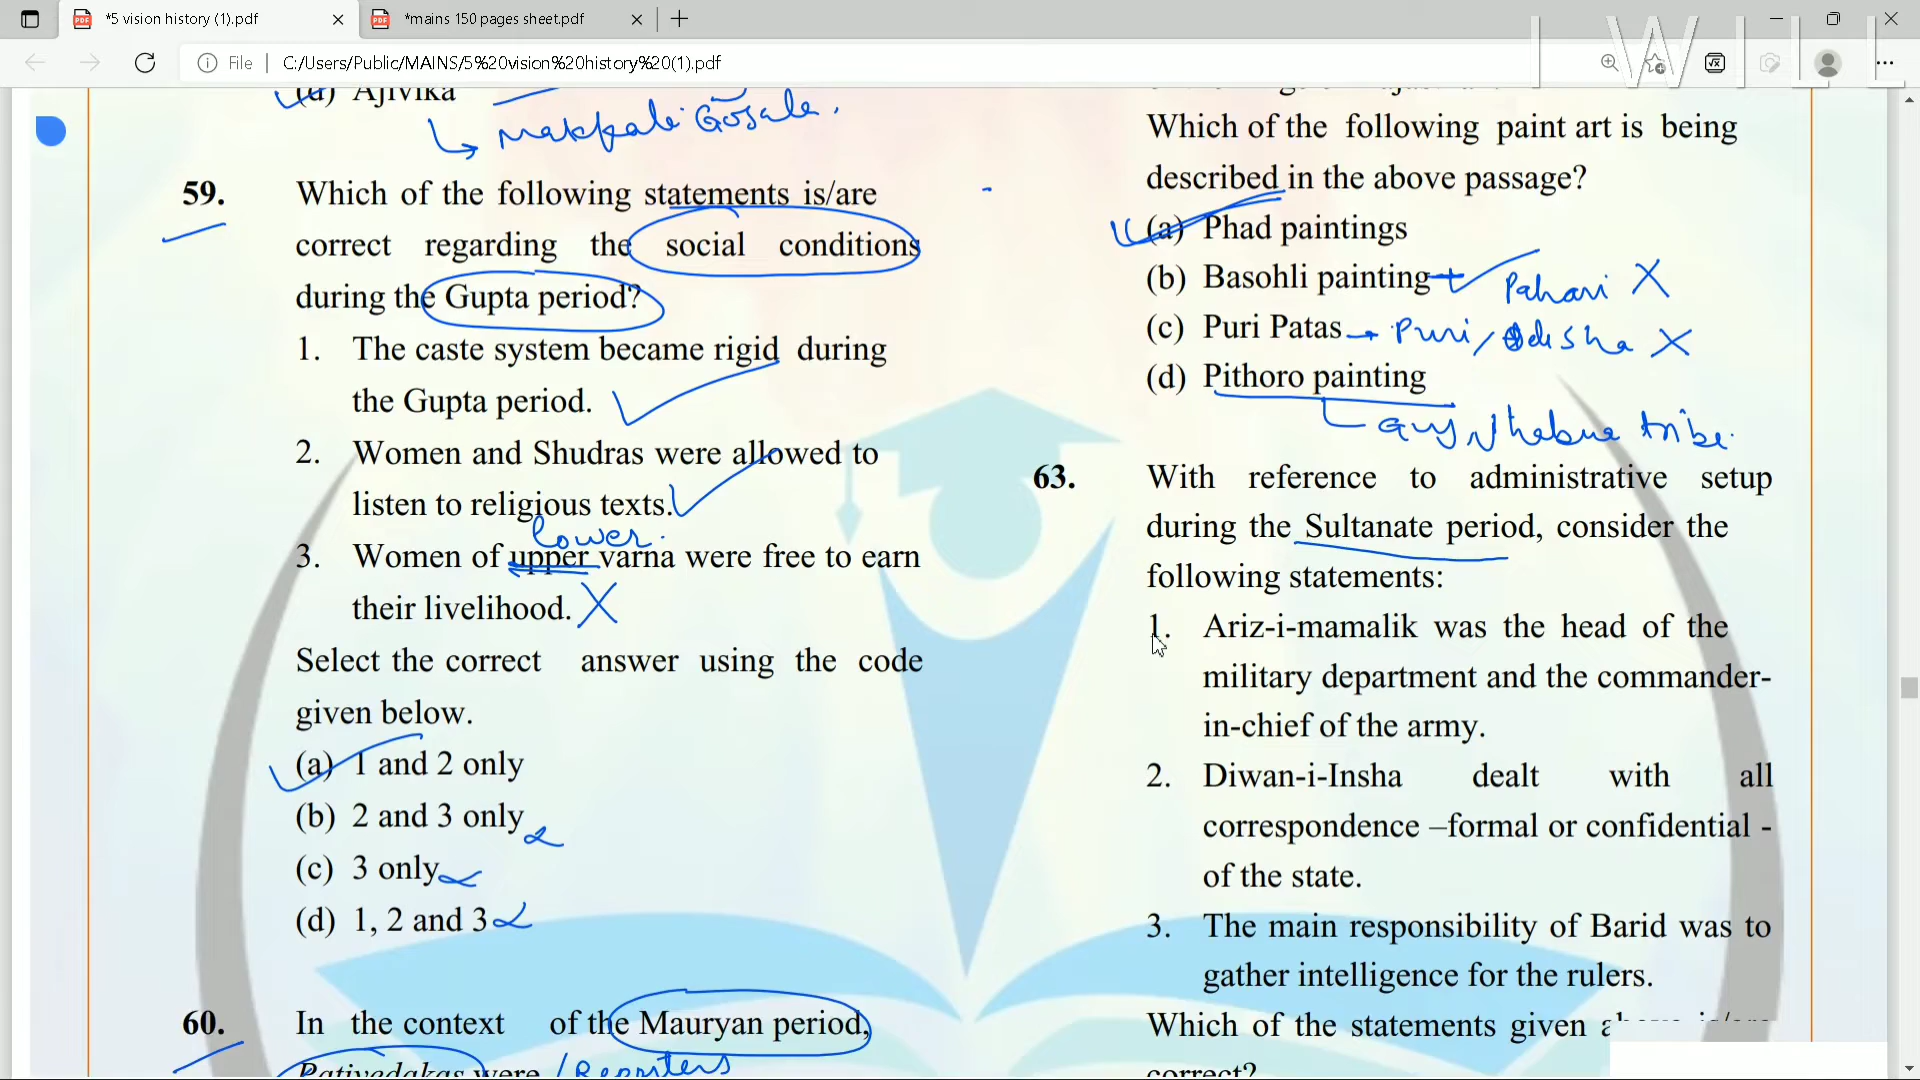 *5 vision history (1).pdf
*mains 150 pages sheet.pdf
I WILL
File
C:/Users/Public/MAINS/5%20vision%20history%20(1).pdf
(d) Ajivika
Makkali Gosala.
59. Which of the following statements is/are
correct regarding the social conditions
during the Gupta period?
1. The caste system became rigid during
the Gupta period.
2. Women and Shudras were allowed to
listen to religious texts.
lower.
3. Women of upper varna were free to earn
their livelihood. X
Select the correct answer using the code
given below.
(a) 1 and 2 only
(b) 2 and 3 only
(c) 3 only
(d) 1, 2 and 3
60. In the context of the Mauryan period,
Pativedakas were /Reporters
Which of the following paint art is being
described in the above passage?
(a) Phad paintings
(b) Basohli painting Pahari X
(c) Puri Patas → Puri/Odisha X
(d) Pithoro painting
Guj Jhabua tribe.
63. With reference to administrative setup
during the Sultanate period, consider the
following statements:
1. Ariz-i-mamalik was the head of the
military department and the commander-
in-chief of the army.
2. Diwan-i-Insha dealt with all
correspondence –formal or confidential -
of the state.
3. The main responsibility of Barid was to
gather intelligence for the rulers.
Which of the statements given above is/are
correct?